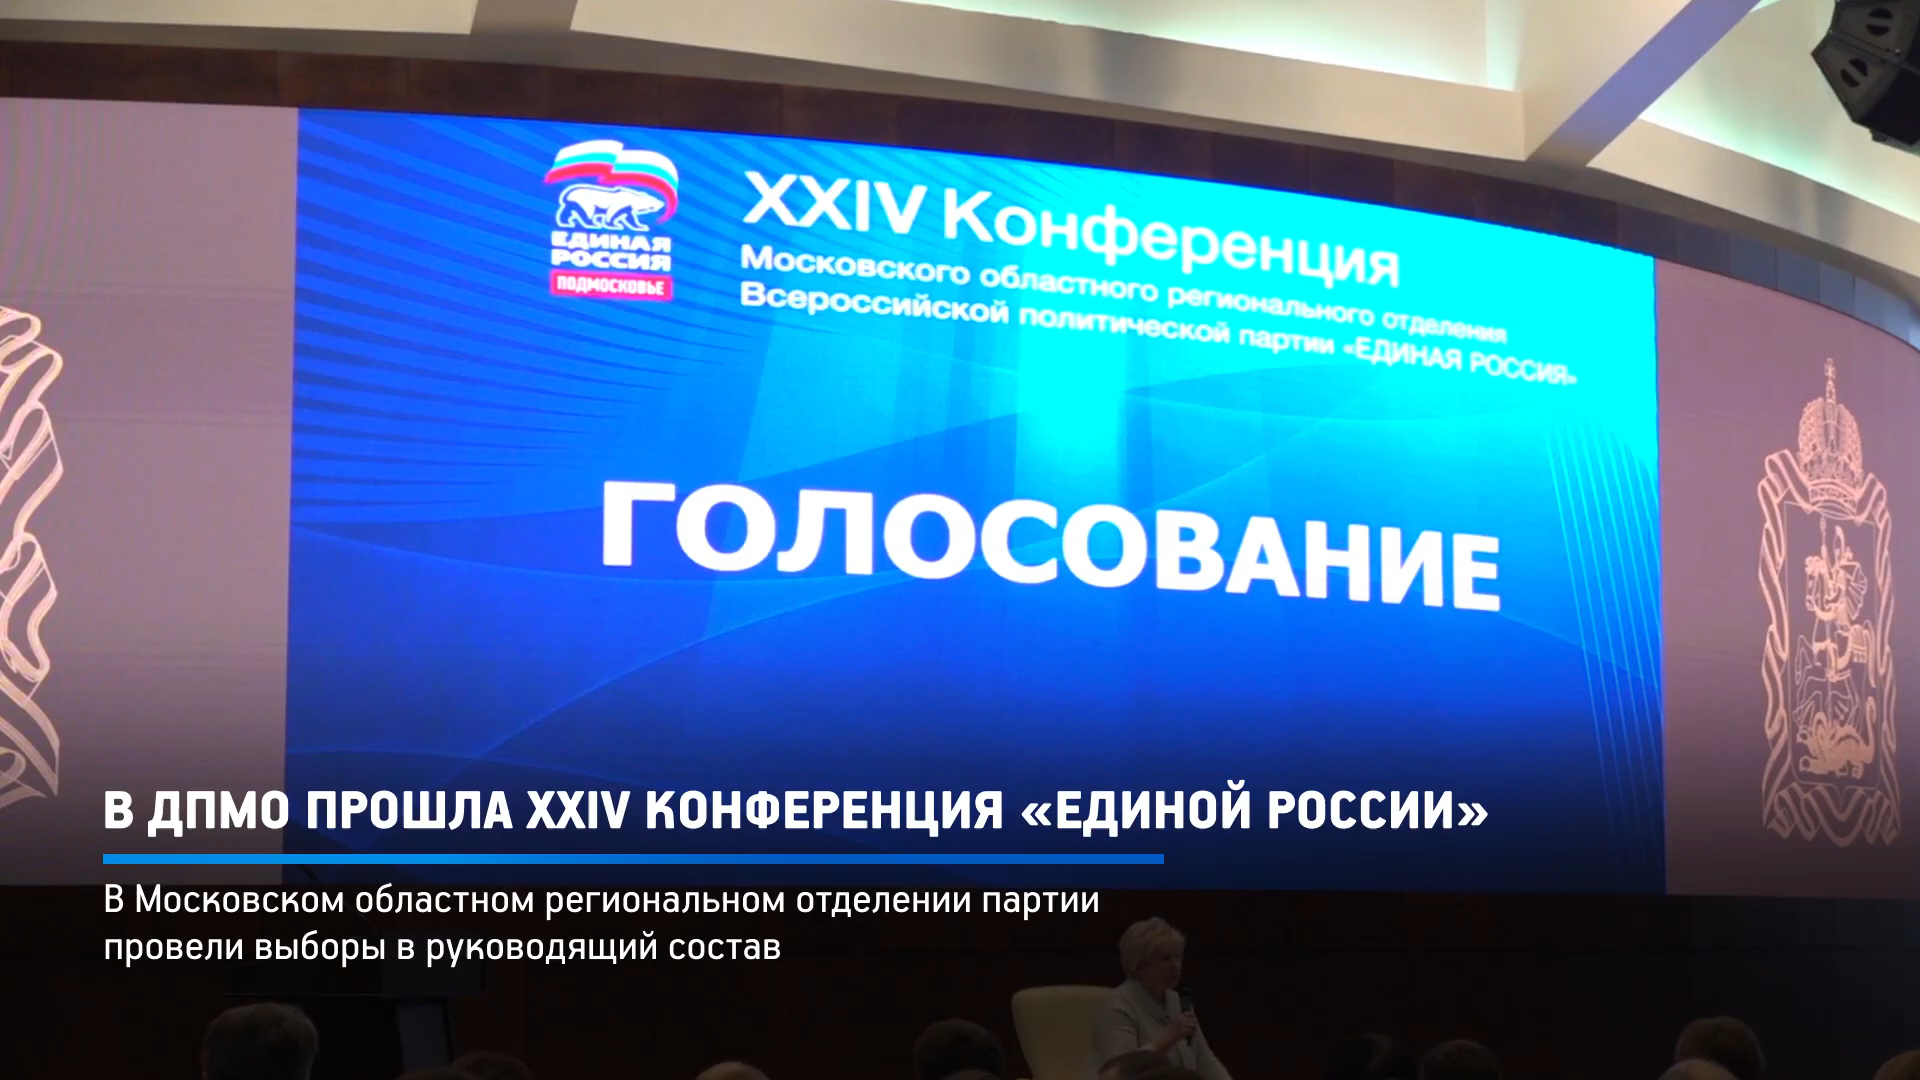 XXIV Конференция
Московского областного регионального отделения
Всероссийской политической партии «ЕДИНАЯ РОССИЯ»
ЕДИНАЯ
РОССИЯ
ПОДМОСКОВЬЕ
ГОЛОСОВАНИЕ
В ДПМО ПРОШЛА XXIV КОНФЕРЕНЦИЯ «ЕДИНОЙ РОССИИ»
В Московском областном региональном отделении партии
провели выборы в руководящий состав